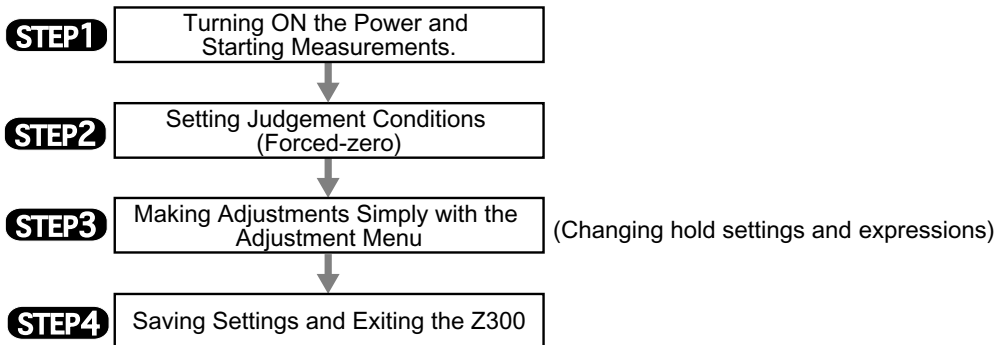 STEP1
Turning ON the Power and
Starting Measurements.
STEP2
Setting Judgement Conditions
(Forced-zero)
STEP3
Making Adjustments Simply with the
Adjustment Menu
(Changing hold settings and expressions)
STEP4
Saving Settings and Exiting the Z300